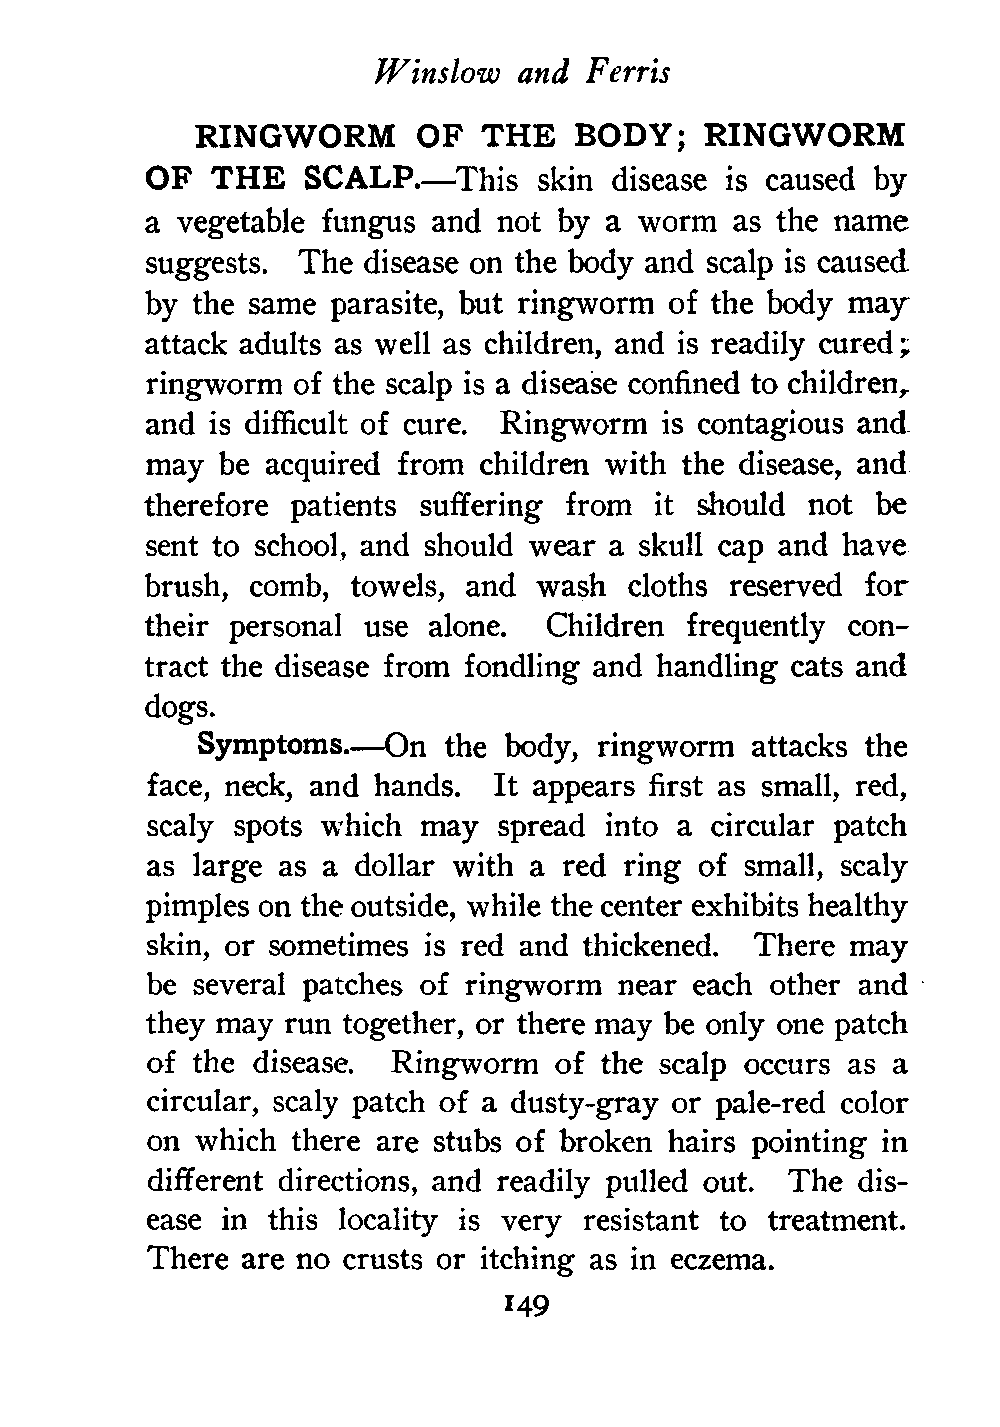 Winslow and Ferris
RINGWORM OF THE BODY; RINGWORM
OF THE SCALP.—This skin disease is caused by
a vegetable fungus and not by a worm as the name
suggests. The disease on the body and scalp is caused
by the same parasite, but ringworm of the body may
attack adults as well as children, and is readily cured;
ringworm of the scalp is a disease confined to children,
and is difficult of cure. Ringworm is contagious and
may be acquired from children with the disease, and
therefore patients suffering from it should not be
sent to school, and should wear a skull cap and have
brush, comb, towels, and wash cloths reserved for
their personal use alone. Children frequently con-
tract the disease from fondling and handling cats and
dogs.
Symptoms.—On the body, ringworm attacks the
face, neck, and hands. It appears first as small, red,
scaly spots which may spread into a circular patch
as large as a dollar with a red ring of small, scaly
pimples on the outside, while the center exhibits healthy
skin, or sometimes is red and thickened. There may
be several patches of ringworm near each other and
they may run together, or there may be only one patch
of the disease. Ringworm of the scalp occurs as a
circular, scaly patch of a dusty-gray or pale-red color
on which there are stubs of broken hairs pointing in
different directions, and readily pulled out. The dis-
ease in this locality is very resistant to treatment.
There are no crusts or itching as in eczema.
149